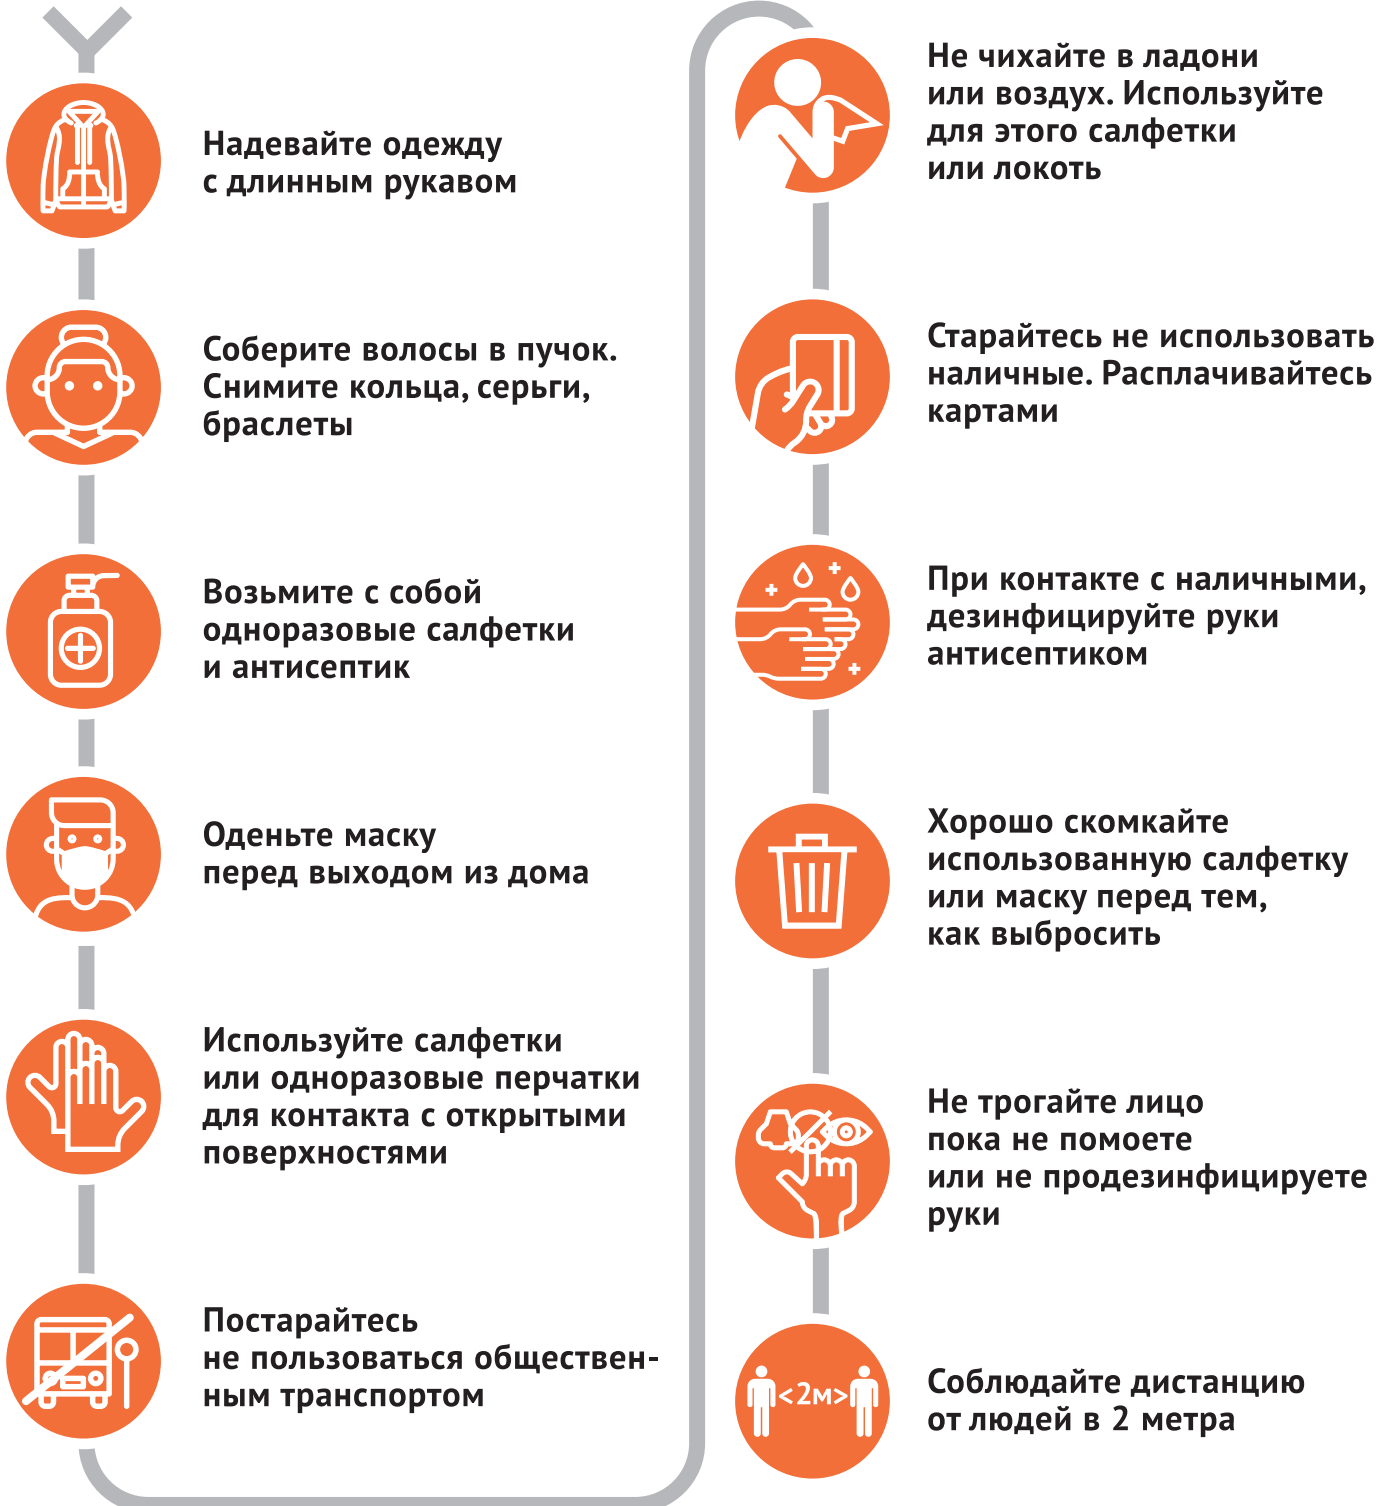 Надевайте одежду
с длинным рукавом
Соберите волосы в пучок.
Снимите кольца, серьги,
браслеты
Возьмите с собой
одноразовые салфетки
и антисептик
Оденьте маску
перед выходом из дома
Используйте салфетки
или одноразовые перчатки
для контакта с открытыми
поверхностями
Постарайтесь
не пользоваться обществен-
ным транспортом
Не чихайте в ладони
или воздух. Используйте
для этого салфетки
или локоть
Старайтесь не использовать
наличные. Расплачивайтесь
картами
При контакте с наличными,
дезинфицируйте руки
антисептиком
Хорошо скомкайте
использованную салфетку
или маску перед тем,
как выбросить
Не трогайте лицо
пока не помоете
или не продезинфицируете
руки
<2м>
Соблюдайте дистанцию
от людей в 2 метра